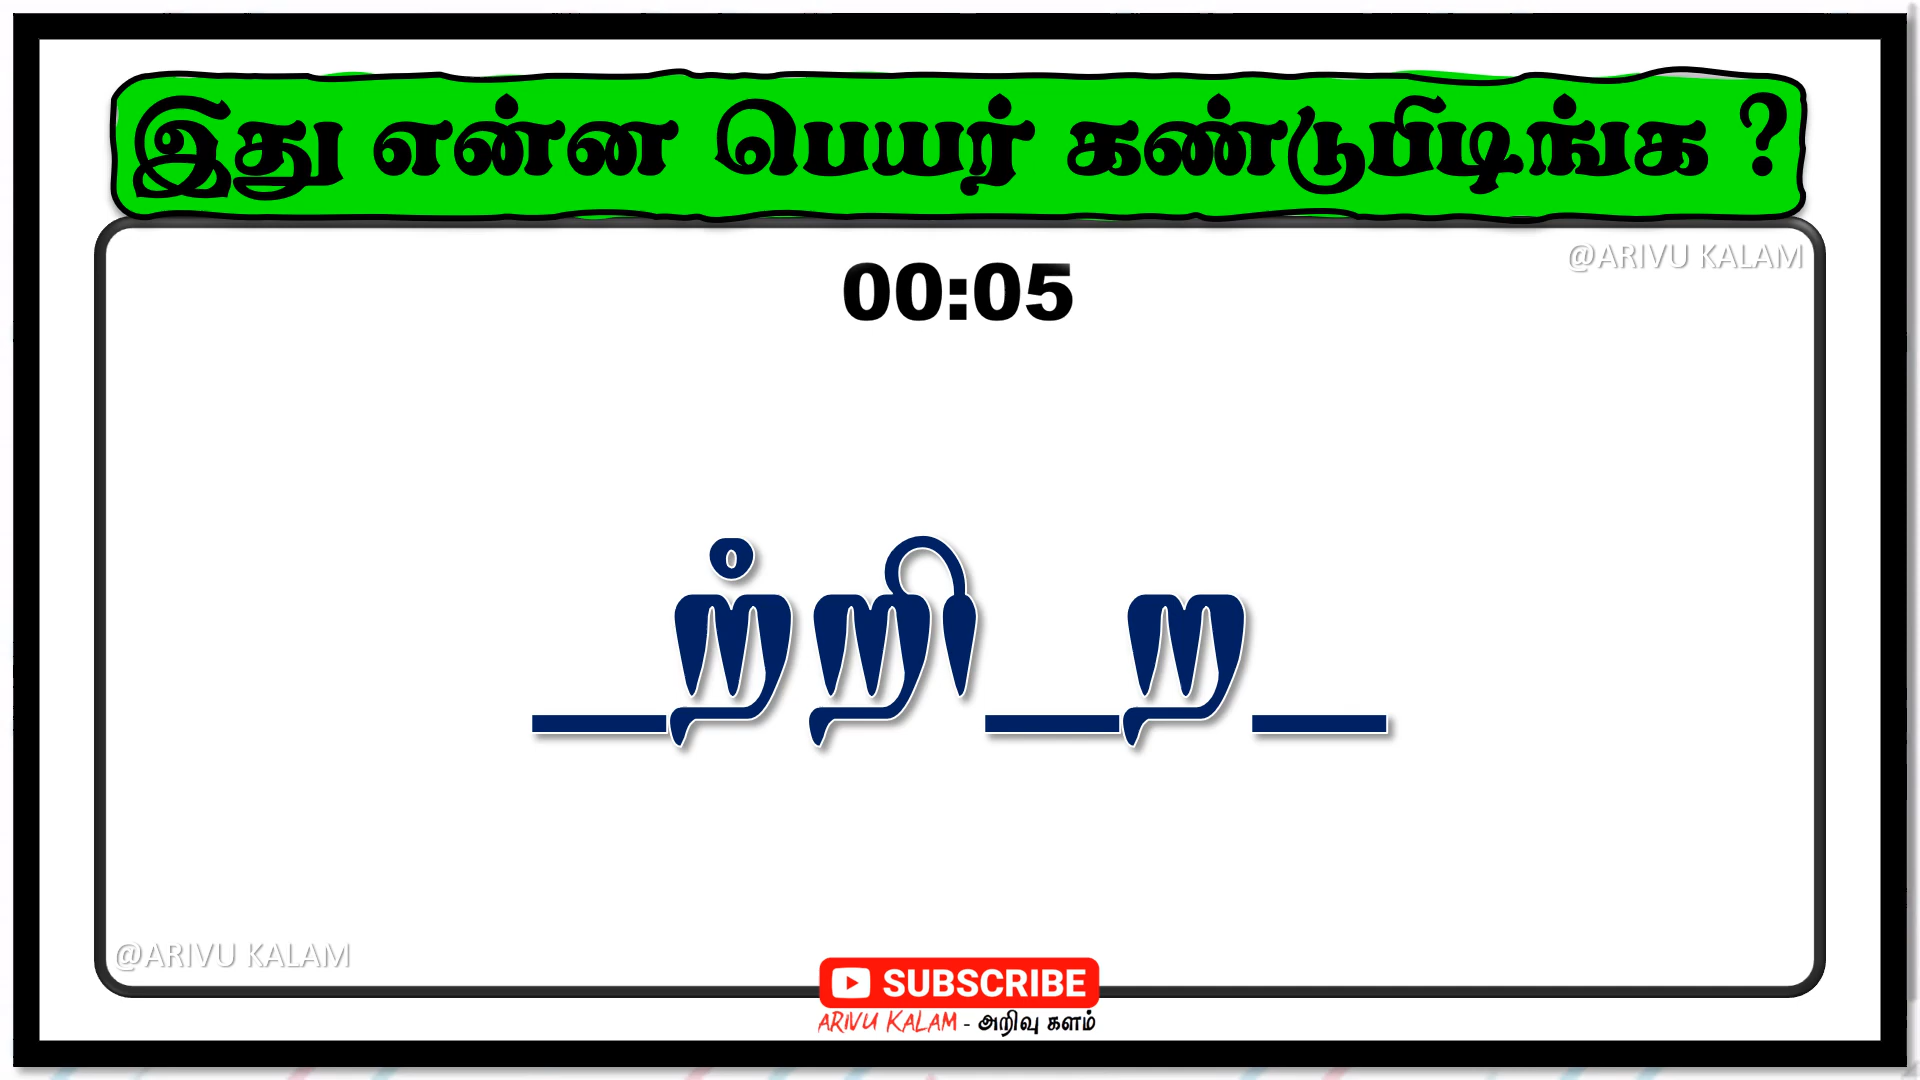 இது என்ன பெயர் கண்டுபிடிங்க ?
@ARIVU KALAM
00:05
_ற்றி_ற_
@ARIVU KALAM
SUBSCRIBE
ARIVU KALAM - அறிவு களம்